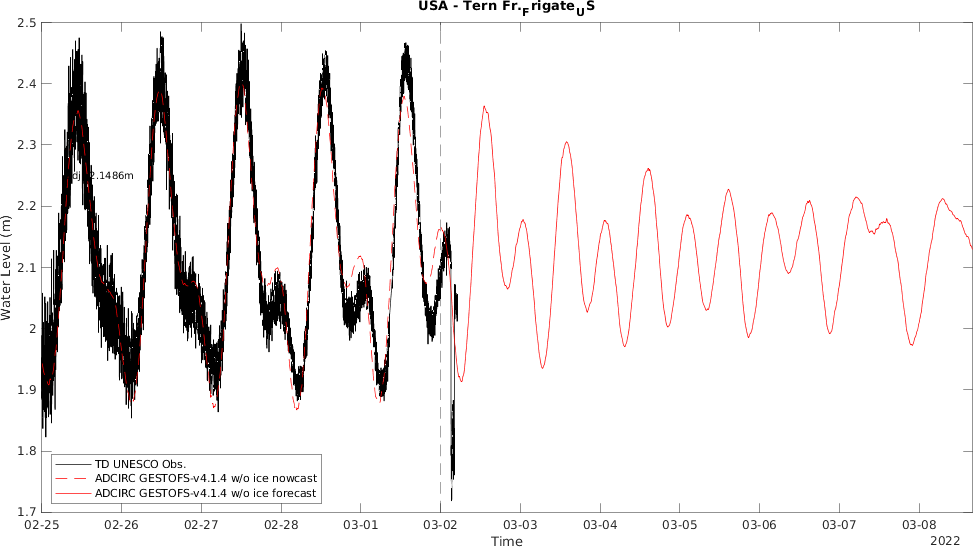 USA - Tern Fr.FrigateUS
2.5
2.4
2.3
dj 2.1486m
2.2
2.1
Water Level (m)
2
1.9
1.8
1.7
TD UNESCO Obs.
ADCIRC GESTOFS-v4.1.4 w/o ice nowcast
ADCIRC GESTOFS-v4.1.4 w/o ice forecast
02-25 02-26 02-27 02-28 03-01 03-02 03-03 03-04 03-05 03-06 03-07 03-08
Time
2022